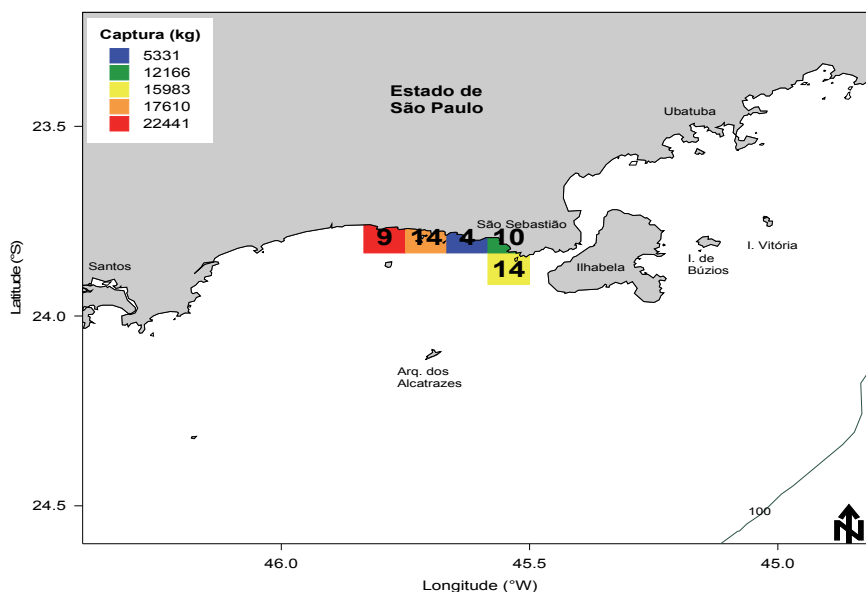 Captura (kg)
5331
12166
15983
17610
22441
Estado de
São Paulo
Ubatuba
23.5
São Sebastião
9
14
4
10
14
I. Vitória
I. de
Búzios
Ilhabela
Santos
Latitude (°S)
24.0
Arq. dos
Alcatrazes
24.5
100
N
46.0
45.5
45.0
Longitude (°W)